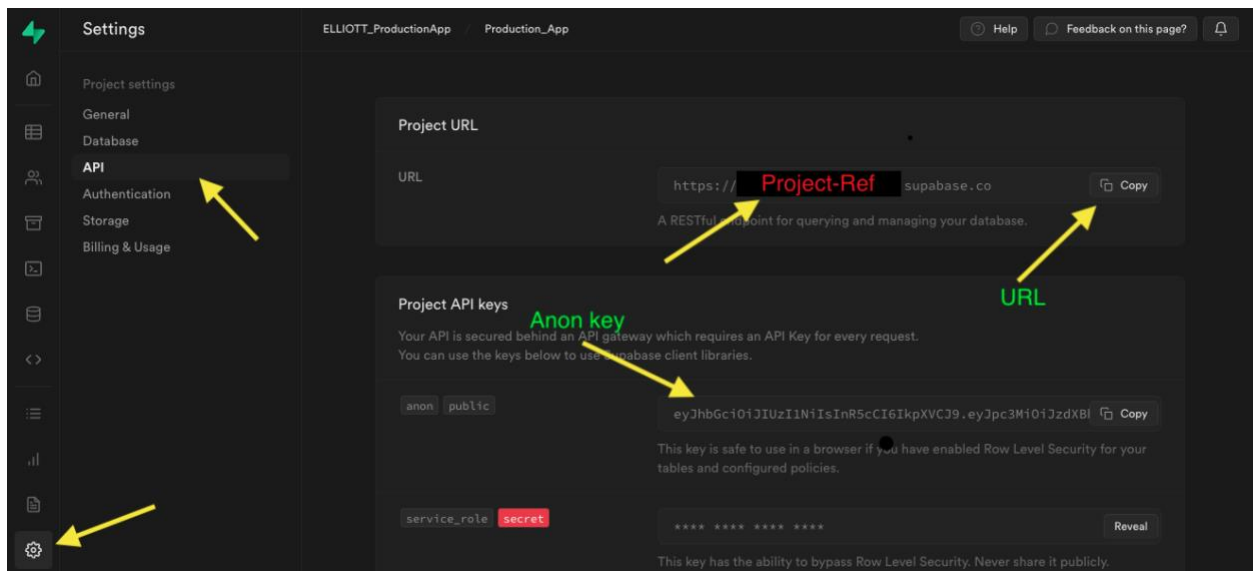 Settings
ELLIOTT_ProductionApp / Production_App
Help
Feedback on this page?
Project settings
General
Database
API
Authentication
Storage
Billing & Usage
Project URL
URL
https:// Project-Ref supabase.co
Copy
A RESTful endpoint for querying and managing your database.
URL
Project API keys
Anon key
Your API is secured behind an API gateway which requires an API Key for every request.
You can use the keys below to use Supabase client libraries.
anon public
eyJhbGciOiJIUzI1NiIsInR5cCI6IkpXVCJ9.eyJpc3MiOiJzdXB
Copy
This key is safe to use in a browser if you have enabled Row Level Security for your
tables and configured policies.
service_role secret
**** **** **** ****
Reveal
This key has the ability to bypass Row Level Security. Never share it publicly.